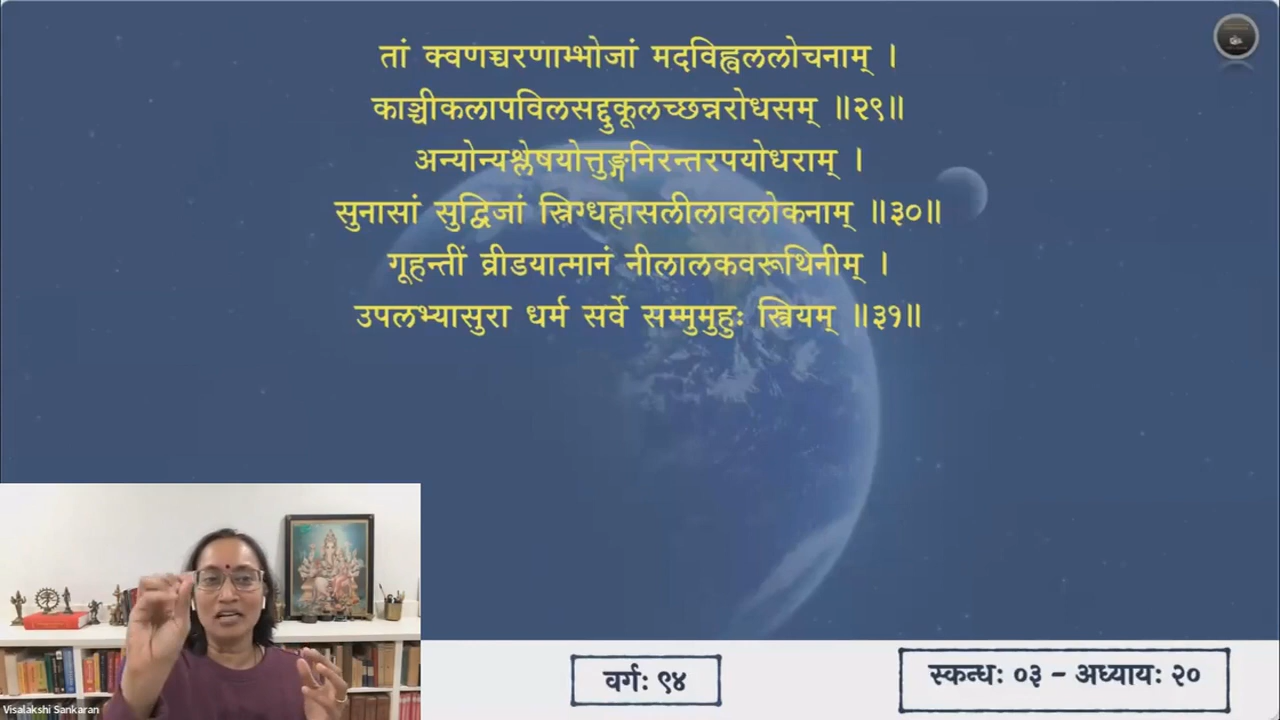 तां क्वणच्चरणाम्भोजां मदविह्वललोचनाम् ।
काञ्चीकलापविलसद्दुकूलच्छन्नरोधसम् ॥२९॥
अन्योन्यश्लेषयोत्तुङ्गनिरन्तरपयोधराम् ।
सुनासां सुद्विजां स्निग्धहासलीलावलोकनाम् ॥३०॥
गूहन्तीं व्रीडयात्मानं नीलालकवरूथिनीम् ।
उपलभ्यासुरा धर्म सर्वे सम्मुमुहुः स्त्रियम् ॥३१॥
Visalakshi Sankaran
वर्गः ९४
स्कन्धः ०३ - अध्यायः २०